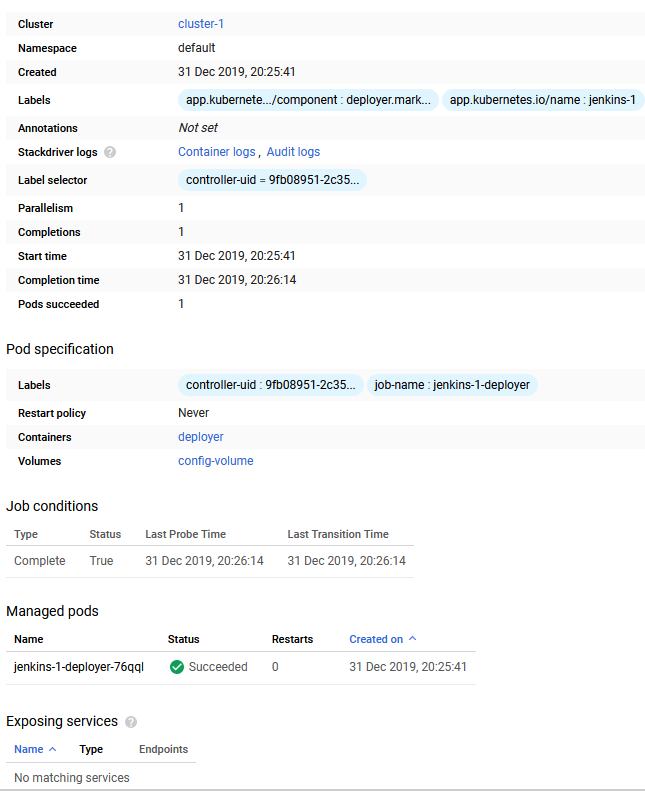 Cluster cluster-1
Namespace default
Created 31 Dec 2019, 20:25:41
Labels app.kubernete.../component : deployer.mark... app.kubernetes.io/name : jenkins-1
Annotations Not set
Stackdriver logs ? Container logs , Audit logs
Label selector controller-uid = 9fb08951-2c35...
Parallelism 1
Completions 1
Start time 31 Dec 2019, 20:25:41
Completion time 31 Dec 2019, 20:26:14
Pods succeeded 1
Pod specification
Labels controller-uid : 9fb08951-2c35... job-name : jenkins-1-deployer
Restart policy Never
Containers deployer
Volumes config-volume
Job conditions
Type Status Last Probe Time Last Transition Time
Complete True 31 Dec 2019, 20:26:14 31 Dec 2019, 20:26:14
Managed pods
Name Status Restarts Created on
jenkins-1-deployer-76qql Succeeded 0 31 Dec 2019, 20:25:41
Exposing services ?
Name Type Endpoints
No matching services